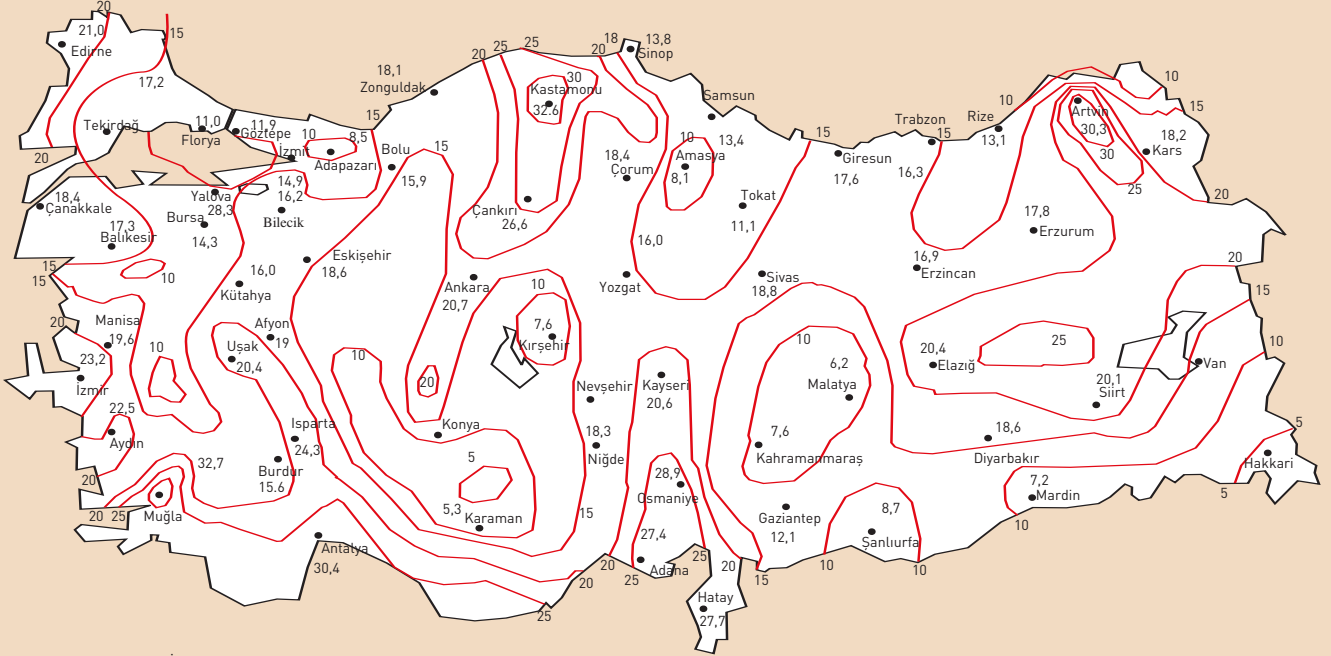 20
21,0
Edirne
15
17,2
Tekirdağ
20
11,0
Florya
11,9
Göztepe
İzmi
10
8,5
Adapazarı
15
18,1
Zonguldak
Bolu
15
15,9
20
25
25
30
Kastamonu
32.6
20
18
13,8
Sinop
Samsun
13,4
10
Amasya
8,1
18,4
Çorum
Tokat
11,1
16,0
15
Giresun
17,6
Trabzon
15
16,3
Rize
10
13,1
10
15
Artvin
30,3
30
25
18,2
Kars
20
18,4
Çanakkale
17,3
Balıkesir
Yalova
28,3
Bursa
14,3
14,9
16,2
Bilecik
Çankırı
26,6
17,8
Erzurum
16,9
Erzincan
15
15
10
16,0
Kütahya
Eskişehir
18,6
Ankara
20,7
10
Yozgat
Sivas
18,8
20
15
20
Manisa
19,6
10
Afyon
19
Uşak
20,4
7,6
Kırşehir
10
6,2
Malatya
20,4
Elazığ
25
10
Van
23,2
İzmir
20
Nevşehir
Kayseri
20,6
20,1
Siirt
22,5
Aydın
Isparta
24,3
Konya
18,3
Niğde
7,6
Kahramanmaraş
18,6
Diyarbakır
5
Hakkari
20
32,7
Burdur
15.6
5
28,9
Osmaniye
7,2
Mardin
5
20
25
Muğla
5,3
Karaman
15
Gaziantep
12,1
8,7
Şanlıurfa
10
27,4
Adana
25
Antalya
30,4
20
25
20
15
10
10
20
25
Hatay
27,7